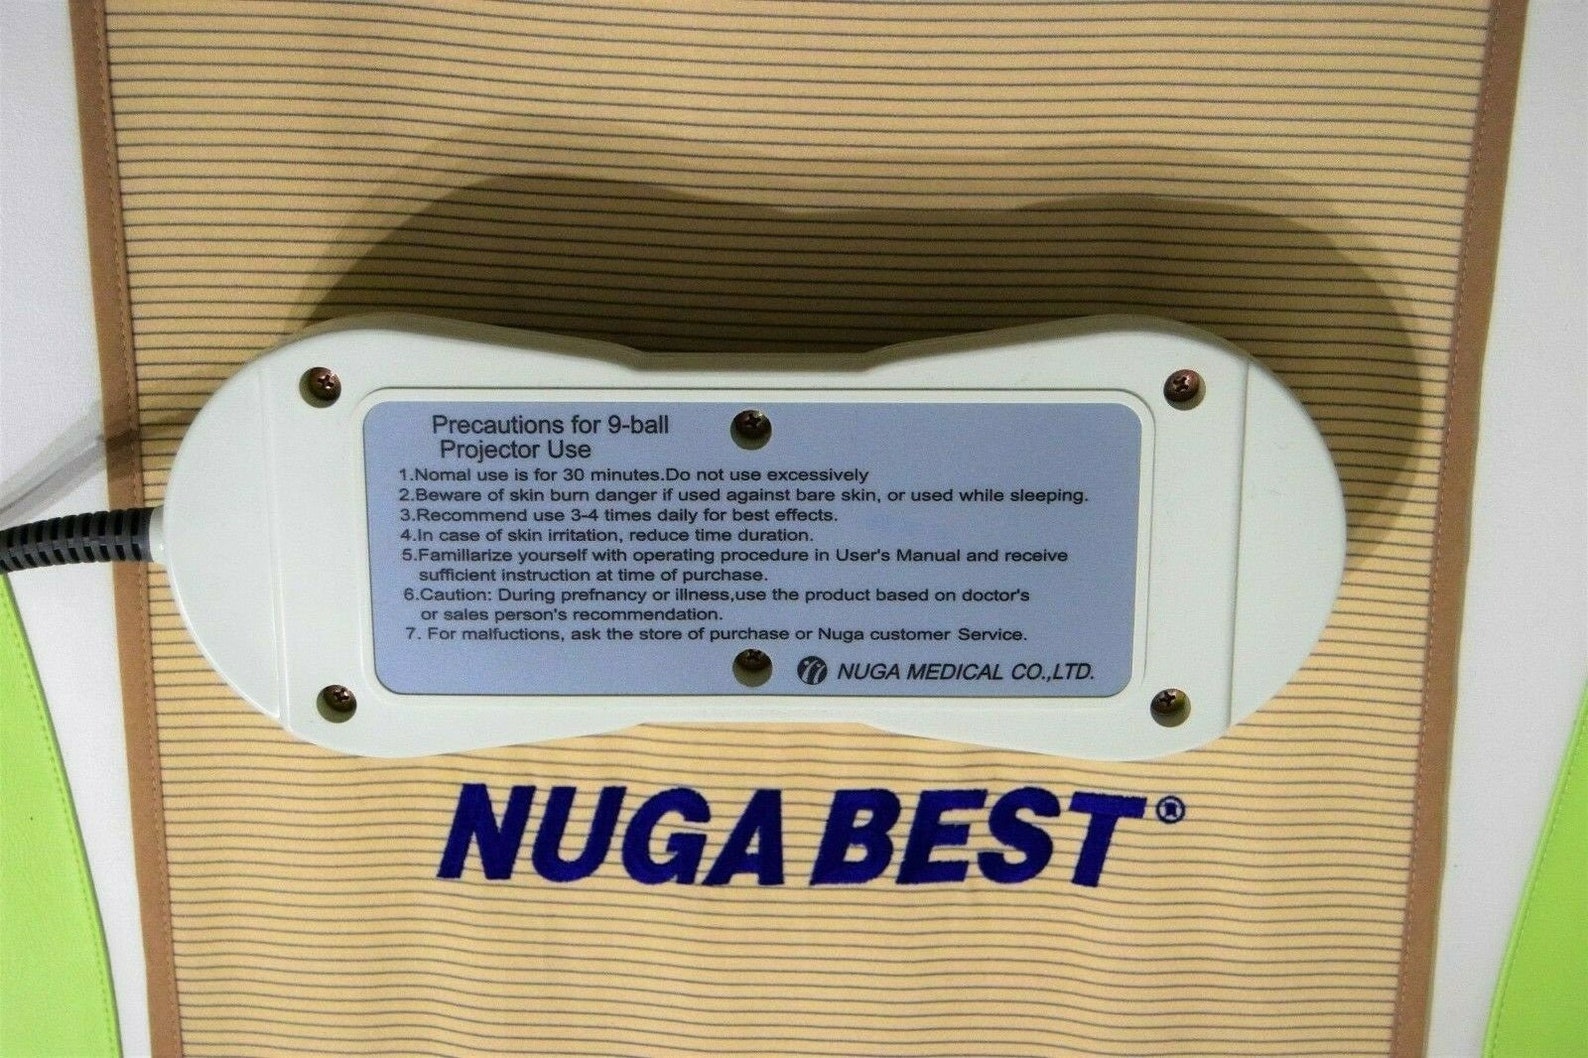 Precautions for 9-ball
Projector Use
1.Nomal use is for 30 minutes.Do not use excessively
2.Beware of skin burn danger if used against bare skin, or used while sleeping.
3.Recommend use 3-4 times daily for best effects.
4.In case of skin irritation, reduce time duration.
5.Famillarize yourself with operating procedure in User's Manual and receive
sufficient instruction at time of purchase.
6.Caution: During prefnancy or illness,use the product based on doctor's
or sales person's recommendation.
7. For malfuctions, ask the store of purchase or Nuga customer Service.
NUGA MEDICAL CO.,LTD.
NUGA BEST®